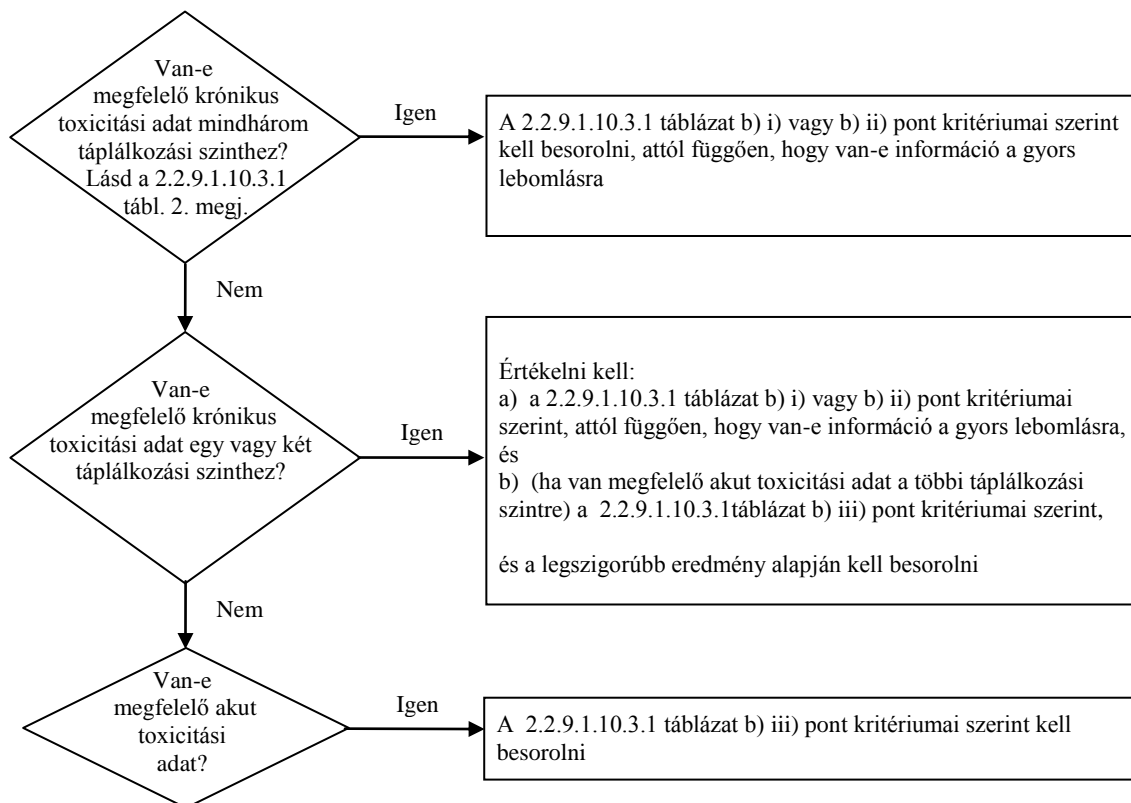 Van-e
megfelelő krónikus
toxicitási adat mindhárom
táplálkozási szinthez?
Lásd a 2.2.9.1.10.3.1
tábl. 2. megj.
Igen
A 2.2.9.1.10.3.1 táblázat b) i) vagy b) ii) pont kritériumai szerint
kell besorolni, attól függően, hogy van-e információ a gyors
lebomlásra
Nem
Van-e
megfelelő krónikus
toxicitási adat egy vagy két
táplálkozási szinthez?
Igen
Értékelni kell:
a) a 2.2.9.1.10.3.1 táblázat b) i) vagy b) ii) pont kritériumai
szerint, attól függően, hogy van-e információ a gyors lebomlásra,
és
b) (ha van megfelelő akut toxicitási adat a többi táplálkozási
szintre) a 2.2.9.1.10.3.1táblázat b) iii) pont kritériumai szerint,
és a legszigorúbb eredmény alapján kell besorolni
Nem
Van-e
megfelelő akut
toxicitási
adat?
Igen
A 2.2.9.1.10.3.1 táblázat b) iii) pont kritériumai szerint kell
besorolni